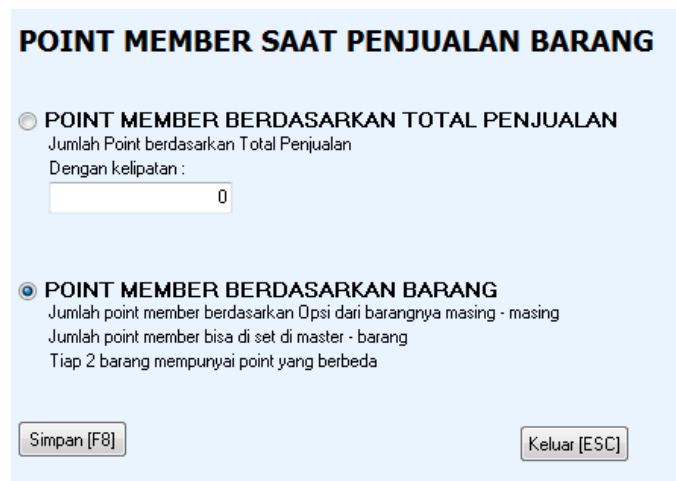 POINT MEMBER SAAT PENJUALAN BARANG
POINT MEMBER BERDASARKAN TOTAL PENJUALAN
Jumlah Point berdasarkan Total Penjualan
Dengan kelipatan :
0
POINT MEMBER BERDASARKAN BARANG
Jumlah point member berdasarkan Opsi dari barangnya masing - masing
Jumlah point member bisa di set di master - barang
Tiap 2 barang mempunyai point yang berbeda
Simpan [F8]
Keluar [ESC]